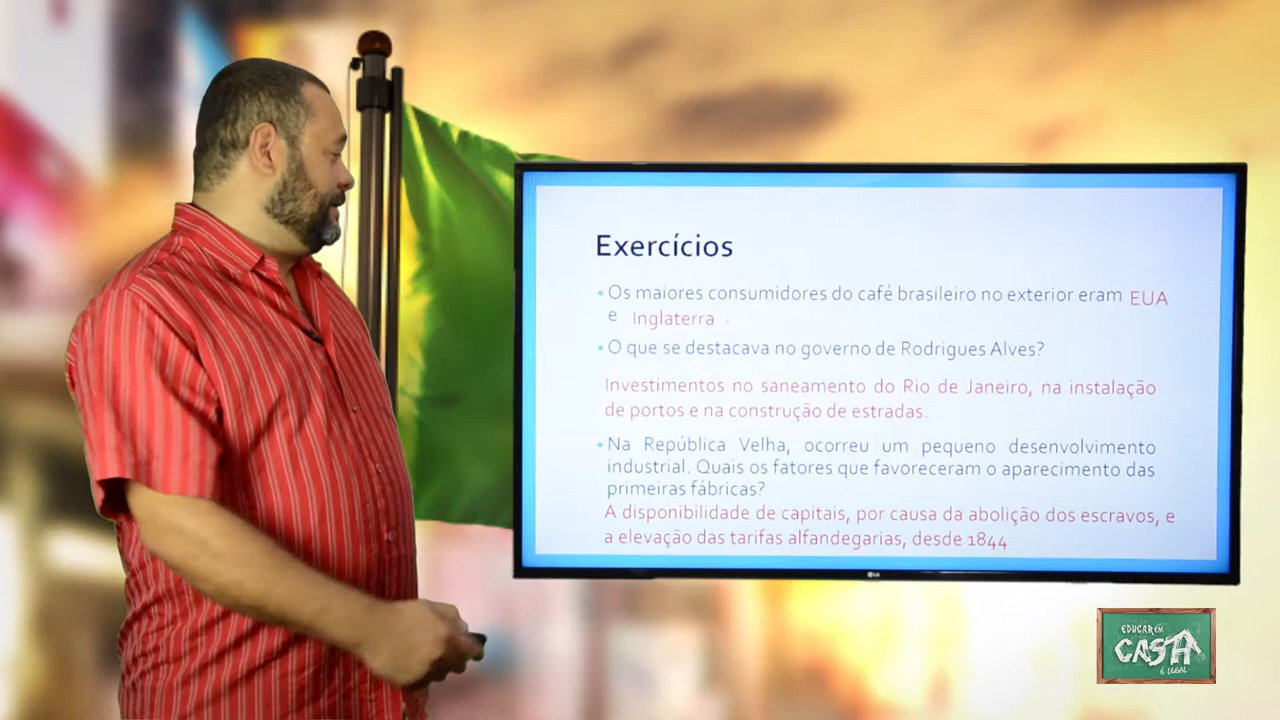 Exercícios
• Os maiores consumidores do café brasileiro no exterior eram EUA
e Inglaterra .
• O que se destacava no governo de Rodrigues Alves?
Investimentos no saneamento do Rio de Janeiro, na instalação
de portos e na construção de estradas.
• Na República Velha, ocorreu um pequeno desenvolvimento
industrial. Quais os fatores que favoreceram o aparecimento das
primeiras fábricas?
A disponibilidade de capitais, por causa da abolição dos escravos, e
a elevação das tarifas alfandegarias, desde 1844
LG
EDUCAR EM
CASA
É LEGAL